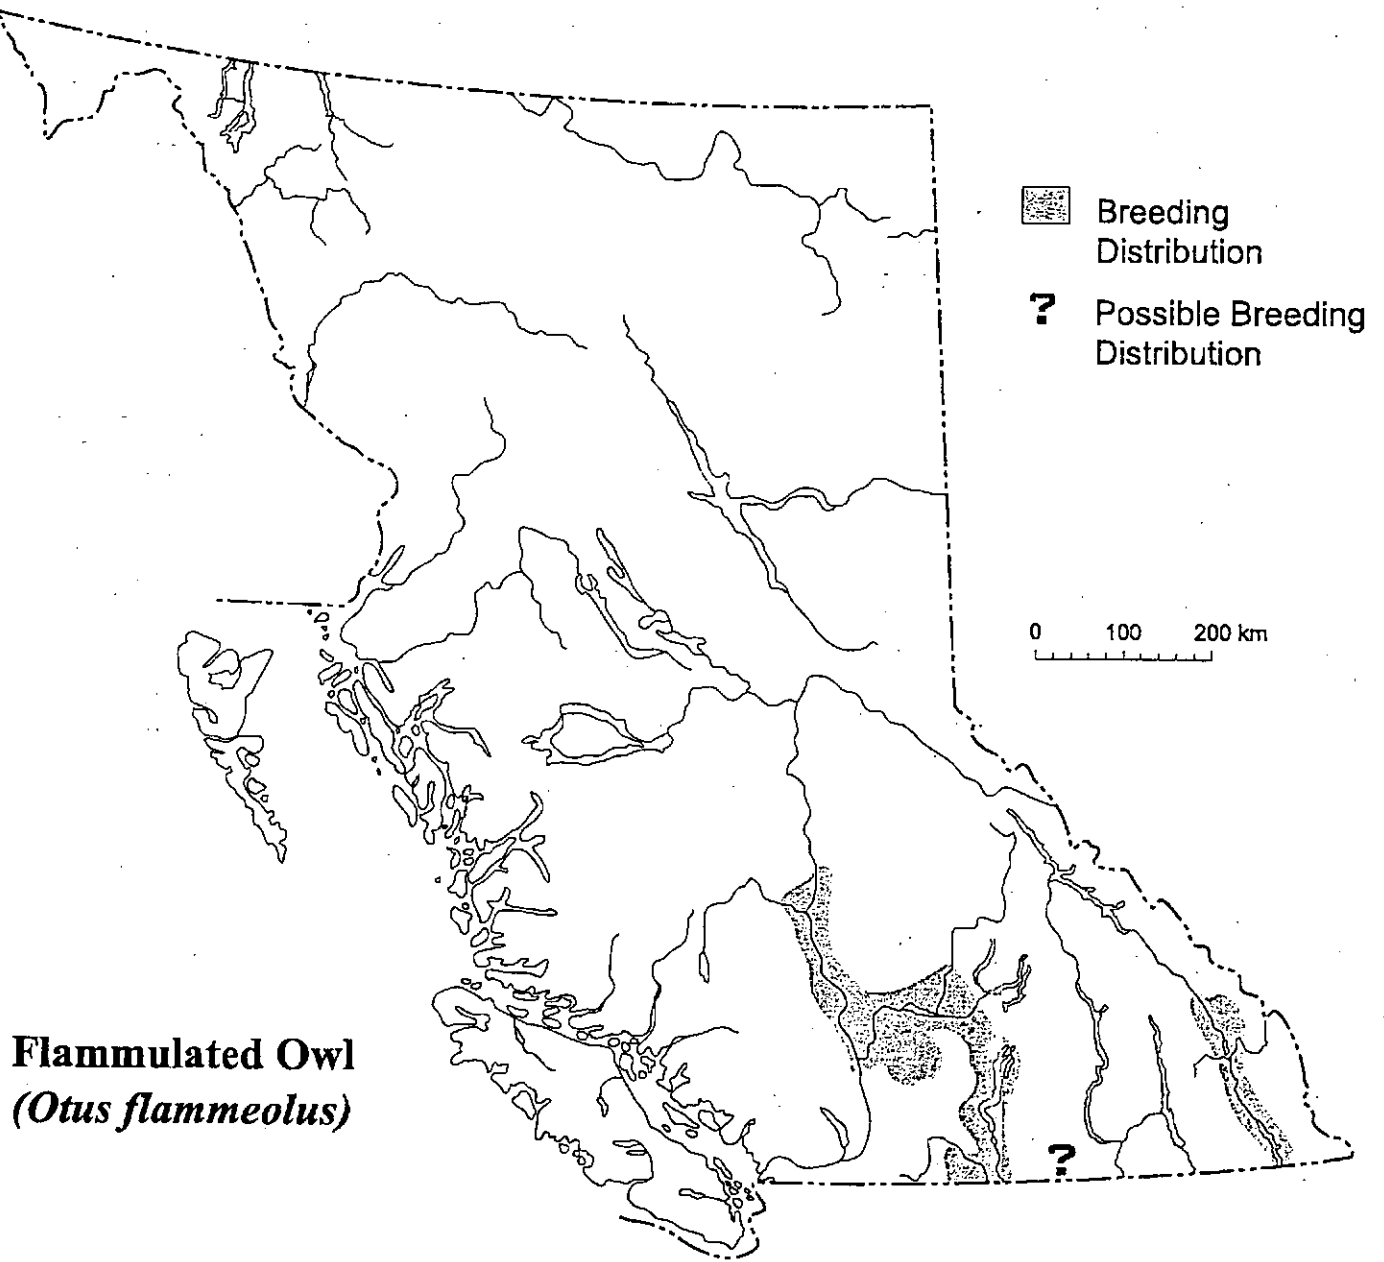 Breeding
Distribution
? Possible Breeding
Distribution
0 100 200 km
Flammulated Owl
(Otus flammeolus)
?